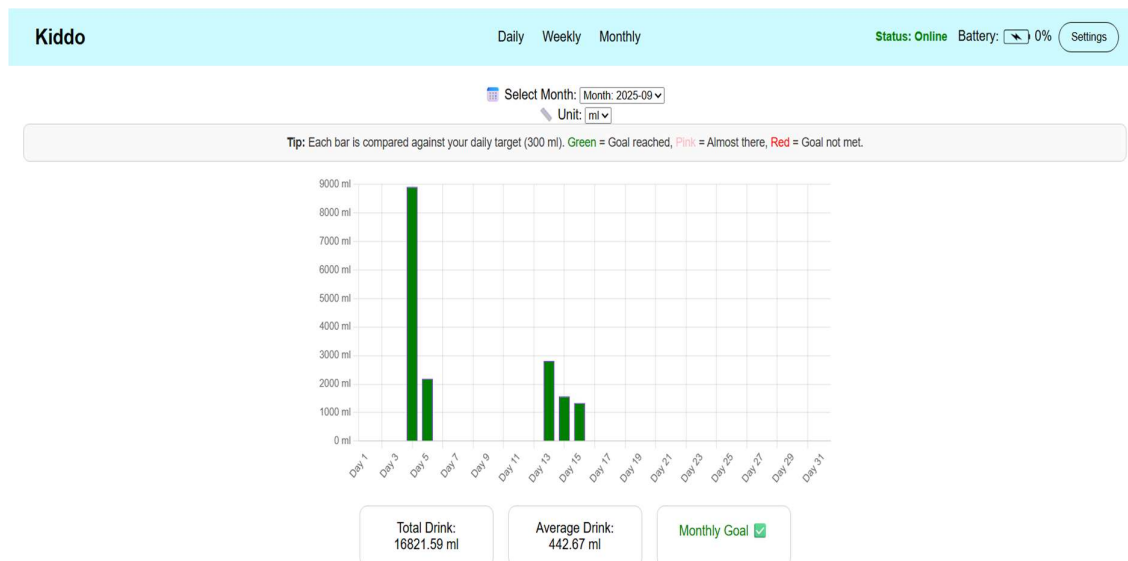 Kiddo
Daily Weekly Monthly
Status: Online Battery: 0% Settings
Select Month: Month: 2025-09
Unit: ml
Tip: Each bar is compared against your daily target (300 ml). Green = Goal reached, Pink = Almost there, Red = Goal not met.
9000 ml
8000 ml
7000 ml
6000 ml
5000 ml
4000 ml
3000 ml
2000 ml
1000 ml
0 ml
Day 1 Day 3 Day 5 Day 7 Day 9 Day 11 Day 13 Day 15 Day 17 Day 19 Day 21 Day 23 Day 25 Day 27 Day 29 Day 31
Total Drink:
16821.59 ml
Average Drink:
442.67 ml
Monthly Goal